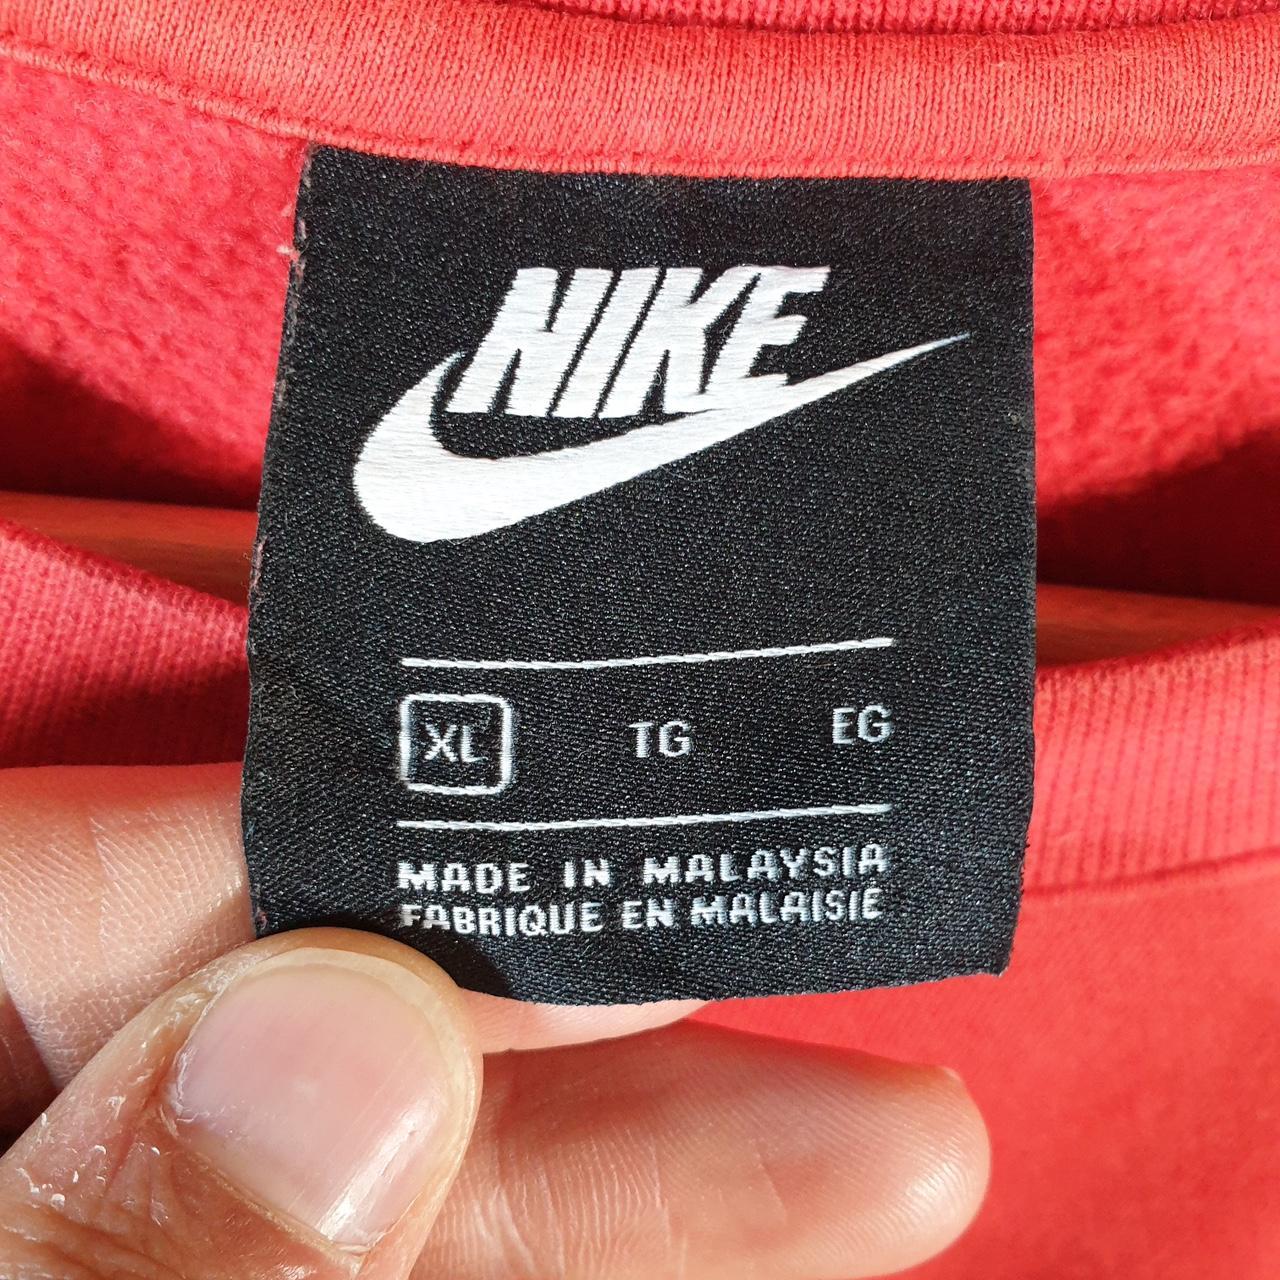 NIKE
XL TG EG
MADE IN MALAYSIA
FABRIQUE EN MALAISIE